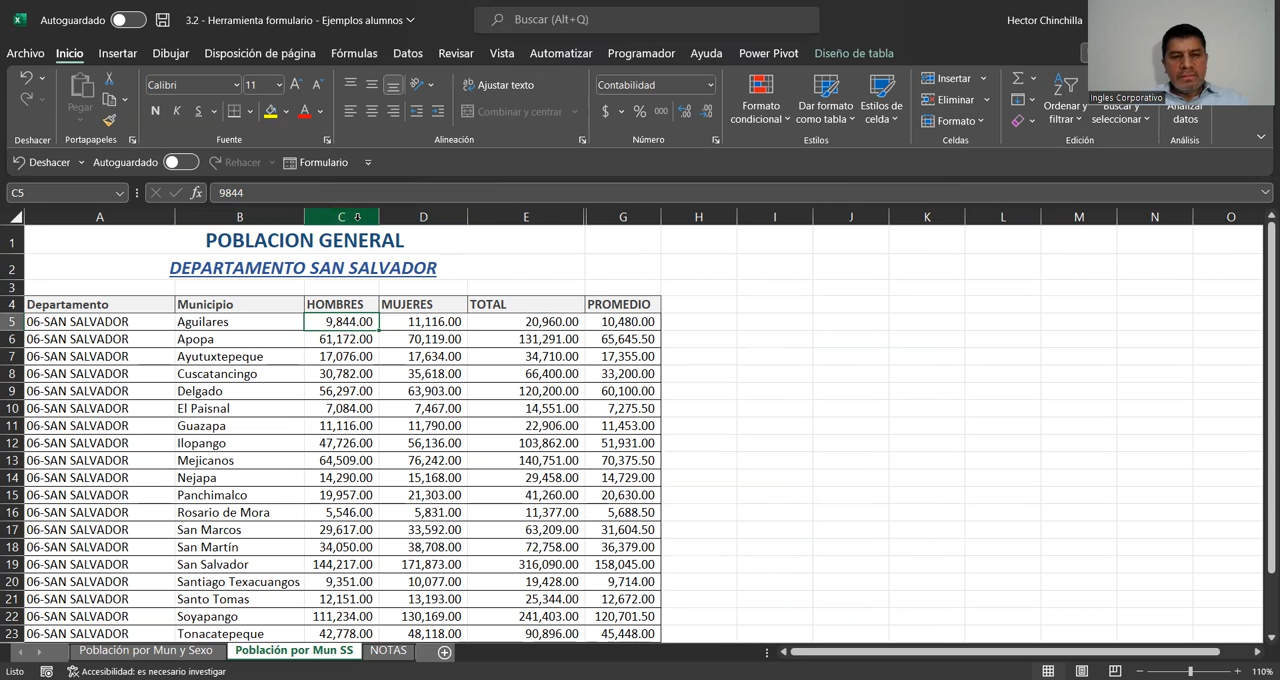 Autoguardado 3.2 - Herramienta formulario - Ejemplos alumnos Buscar (Alt+Q) Hector Chinchilla
Archivo Inicio Insertar Dibujar Disposición de página Fórmulas Datos Revisar Vista Automatizar Programador Ayuda Power Pivot Diseño de tabla
Pegar Calibri 11 Ajustar texto Contabilidad Formato condicional Dar formato como tabla Estilos de celda Insertar Ordenar y filtrar
N K S Combinar y centrar $ % 000 Eliminar Buscar y seleccionar Analizar datos
Formato
Ingles Corporativo
Deshacer Portapapeles Fuente Alineación Número Estilos Celdas Edición Análisis
Deshacer Autoguardado Rehacer Formulario
C5 fx 9844
A B C D E G H I J K L M N O
1 POBLACION GENERAL
2 DEPARTAMENTO SAN SALVADOR
3
4 Departamento Municipio HOMBRES MUJERES TOTAL PROMEDIO
5 06-SAN SALVADOR Aguilares 9,844.00 11,116.00 20,960.00 10,480.00
6 06-SAN SALVADOR Apopa 61,172.00 70,119.00 131,291.00 65,645.50
7 06-SAN SALVADOR Ayutuxtepeque 17,076.00 17,634.00 34,710.00 17,355.00
8 06-SAN SALVADOR Cuscatancingo 30,782.00 35,618.00 66,400.00 33,200.00
9 06-SAN SALVADOR Delgado 56,297.00 63,903.00 120,200.00 60,100.00
10 06-SAN SALVADOR El Paisnal 7,084.00 7,467.00 14,551.00 7,275.50
11 06-SAN SALVADOR Guazapa 11,116.00 11,790.00 22,906.00 11,453.00
12 06-SAN SALVADOR Ilopango 47,726.00 56,136.00 103,862.00 51,931.00
13 06-SAN SALVADOR Mejicanos 64,509.00 76,242.00 140,751.00 70,375.50
14 06-SAN SALVADOR Nejapa 14,290.00 15,168.00 29,458.00 14,729.00
15 06-SAN SALVADOR Panchimalco 19,957.00 21,303.00 41,260.00 20,630.00
16 06-SAN SALVADOR Rosario de Mora 5,546.00 5,831.00 11,377.00 5,688.50
17 06-SAN SALVADOR San Marcos 29,617.00 33,592.00 63,209.00 31,604.50
18 06-SAN SALVADOR San Martín 34,050.00 38,708.00 72,758.00 36,379.00
19 06-SAN SALVADOR San Salvador 144,217.00 171,873.00 316,090.00 158,045.00
20 06-SAN SALVADOR Santiago Texacuangos 9,351.00 10,077.00 19,428.00 9,714.00
21 06-SAN SALVADOR Santo Tomas 12,151.00 13,193.00 25,344.00 12,672.00
22 06-SAN SALVADOR Soyapango 111,234.00 130,169.00 241,403.00 120,701.50
23 06-SAN SALVADOR Tonacatepeque 42,778.00 48,118.00 90,896.00 45,448.00
Población por Mun y Sexo Población por Mun SS NOTAS
Listo Accesibilidad: es necesario investigar 110%